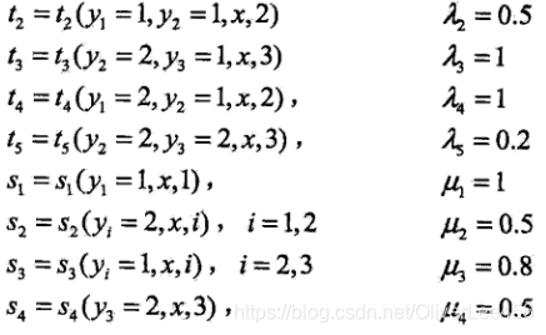 t₂ = t₂(y₁ = 1, y₂ = 1, x, 2) λ₂ = 0.5
t₃ = t₃(y₂ = 2, y₃ = 1, x, 3) λ₃ = 1
t₄ = t₄(y₁ = 2, y₂ = 1, x, 2) , λ₄ = 1
t₅ = t₅(y₂ = 2, y₃ = 2, x, 3) , λ₅ = 0.2
s₁ = s₁(y₁ = 1, x, 1) , μ₁ = 1
s₂ = s₂(yᵢ = 2, x, i) , i = 1, 2 μ₂ = 0.5
s₃ = s₃(yᵢ = 1, x, i) , i = 2, 3 μ₃ = 0.8
s₄ = s₄(y₃ = 2, x, 3) , μ₄ = 0.5